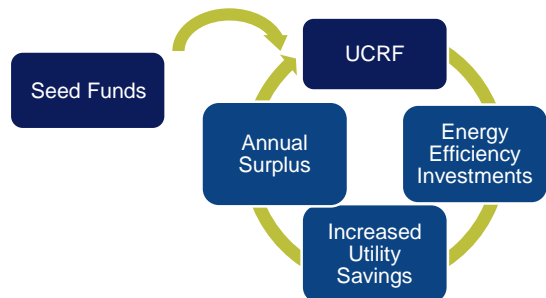 UCRF
Seed Funds
Energy
Efficiency
Investments
Annual
Surplus
Increased
Utility
Savings